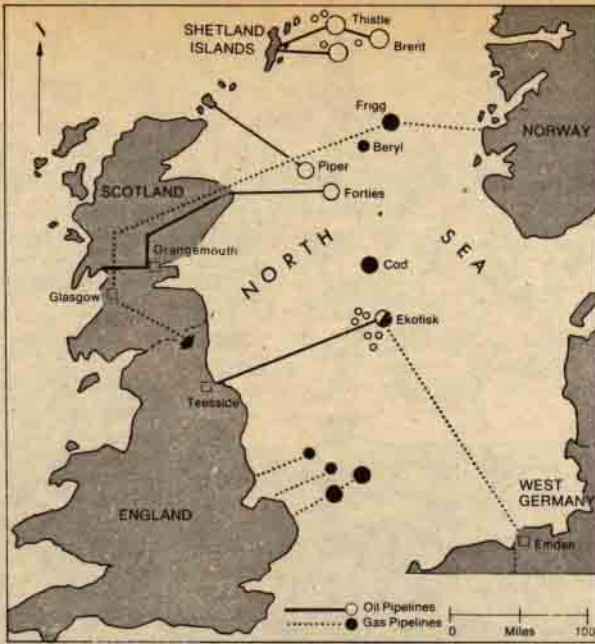 SHETLAND
ISLANDS
Thistle
Brent
Frigg
NORWAY
Beryl
Piper
SCOTLAND
Forties
NORTH SEA
Grangemouth
Cod
Glasgow
Ekofisk
Teesside
WEST
GERMANY
ENGLAND
Emden
Oil Pipelines
Gas Pipelines
0 Miles 100